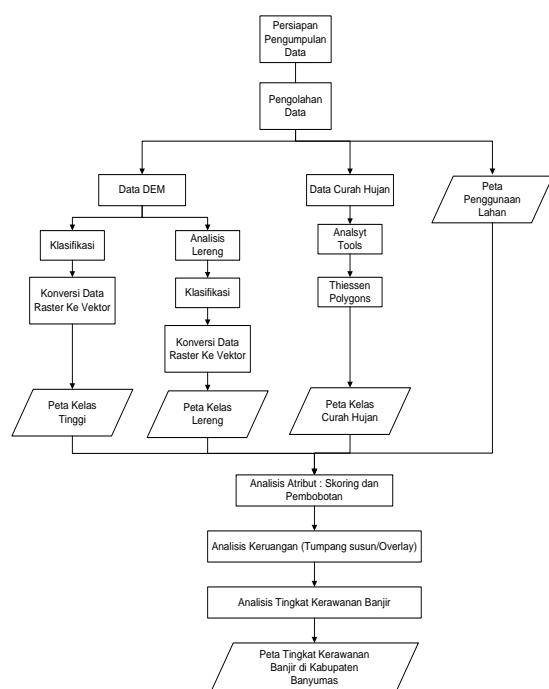 Persiapan
Pengumpulan
Data
Pengolahan
Data
Data DEM
Data Curah Hujan
Peta
Penggunaan
Lahan
Klasifikasi
Analisis
Lereng
Analsyt
Tools
Konversi Data
Raster Ke Vektor
Klasifikasi
Thiessen
Polygons
Konversi Data
Raster Ke Vektor
Peta Kelas
Tinggi
Peta Kelas
Lereng
Peta Kelas
Curah Hujan
Analisis Atribut : Skoring dan
Pembobotan
Analisis Keruangan (Tumpang susun/Overlay)
Analisis Tingkat Kerawanan Banjir
Peta Tingkat Kerawanan
Banjir di Kabupaten
Banyumas